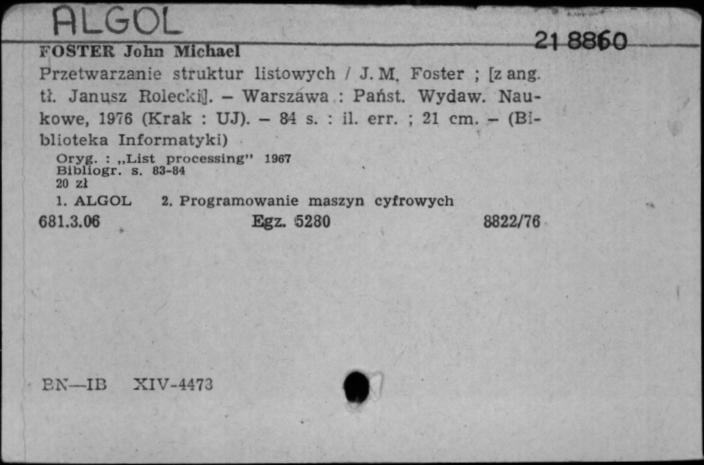 ALGOL
21 8860
FOSTER John Michael
Przetwarzanie struktur listowych / J. M. Foster ; [z ang.
tł. Janusz Rolecki]. — Warszawa : Państ. Wydaw. Nau-
kowe, 1976 (Krak : UJ). — 84 s. : il. err. ; 21 cm. — (Bi-
blioteka Informatyki)
Oryg. : „List processing" 1967
Bibliogr. s. 83-84
20 zł
1. ALGOL 2. Programowanie maszyn cyfrowych
681.3.06 Egz. 5280 8822/76
BN—IB XIV-4473